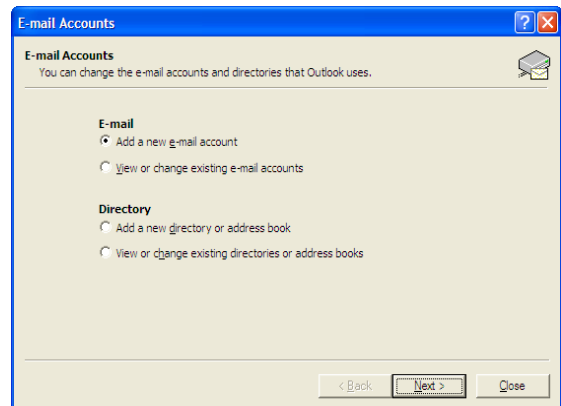 E-mail Accounts
E-mail Accounts
You can change the e-mail accounts and directories that Outlook uses.
E-mail
Add a new e-mail account
View or change existing e-mail accounts
Directory
Add a new directory or address book
View or change existing directories or address books
< Back Next > Close